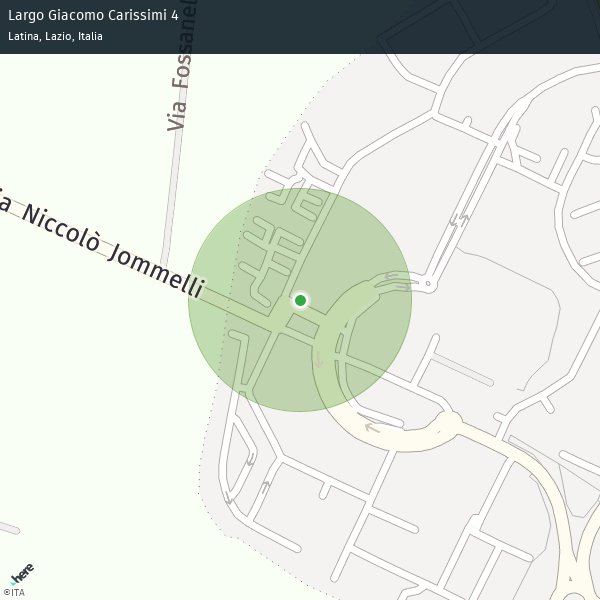 Largo Giacomo Carissimi 4
Latina, Lazio, Italia
Via Fossanel
ia Niccolò Jommelli
here
©ITA